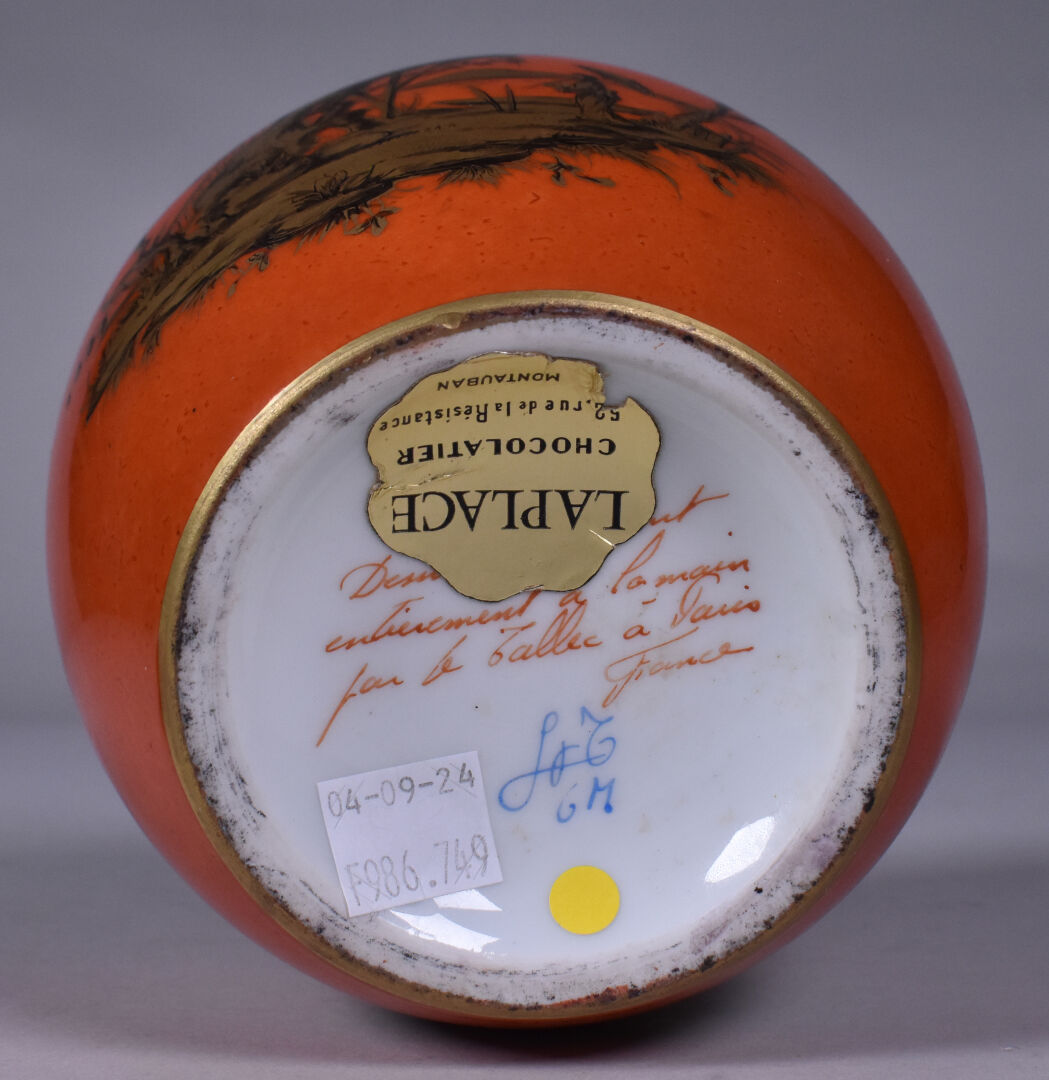 LAPLACE
CHOCOLATIER
52, rue de la Résistance
MONTAUBAN
entièrement à la main
par le Tallec à Paris
France
L T
6M
04-09-24
F986.749